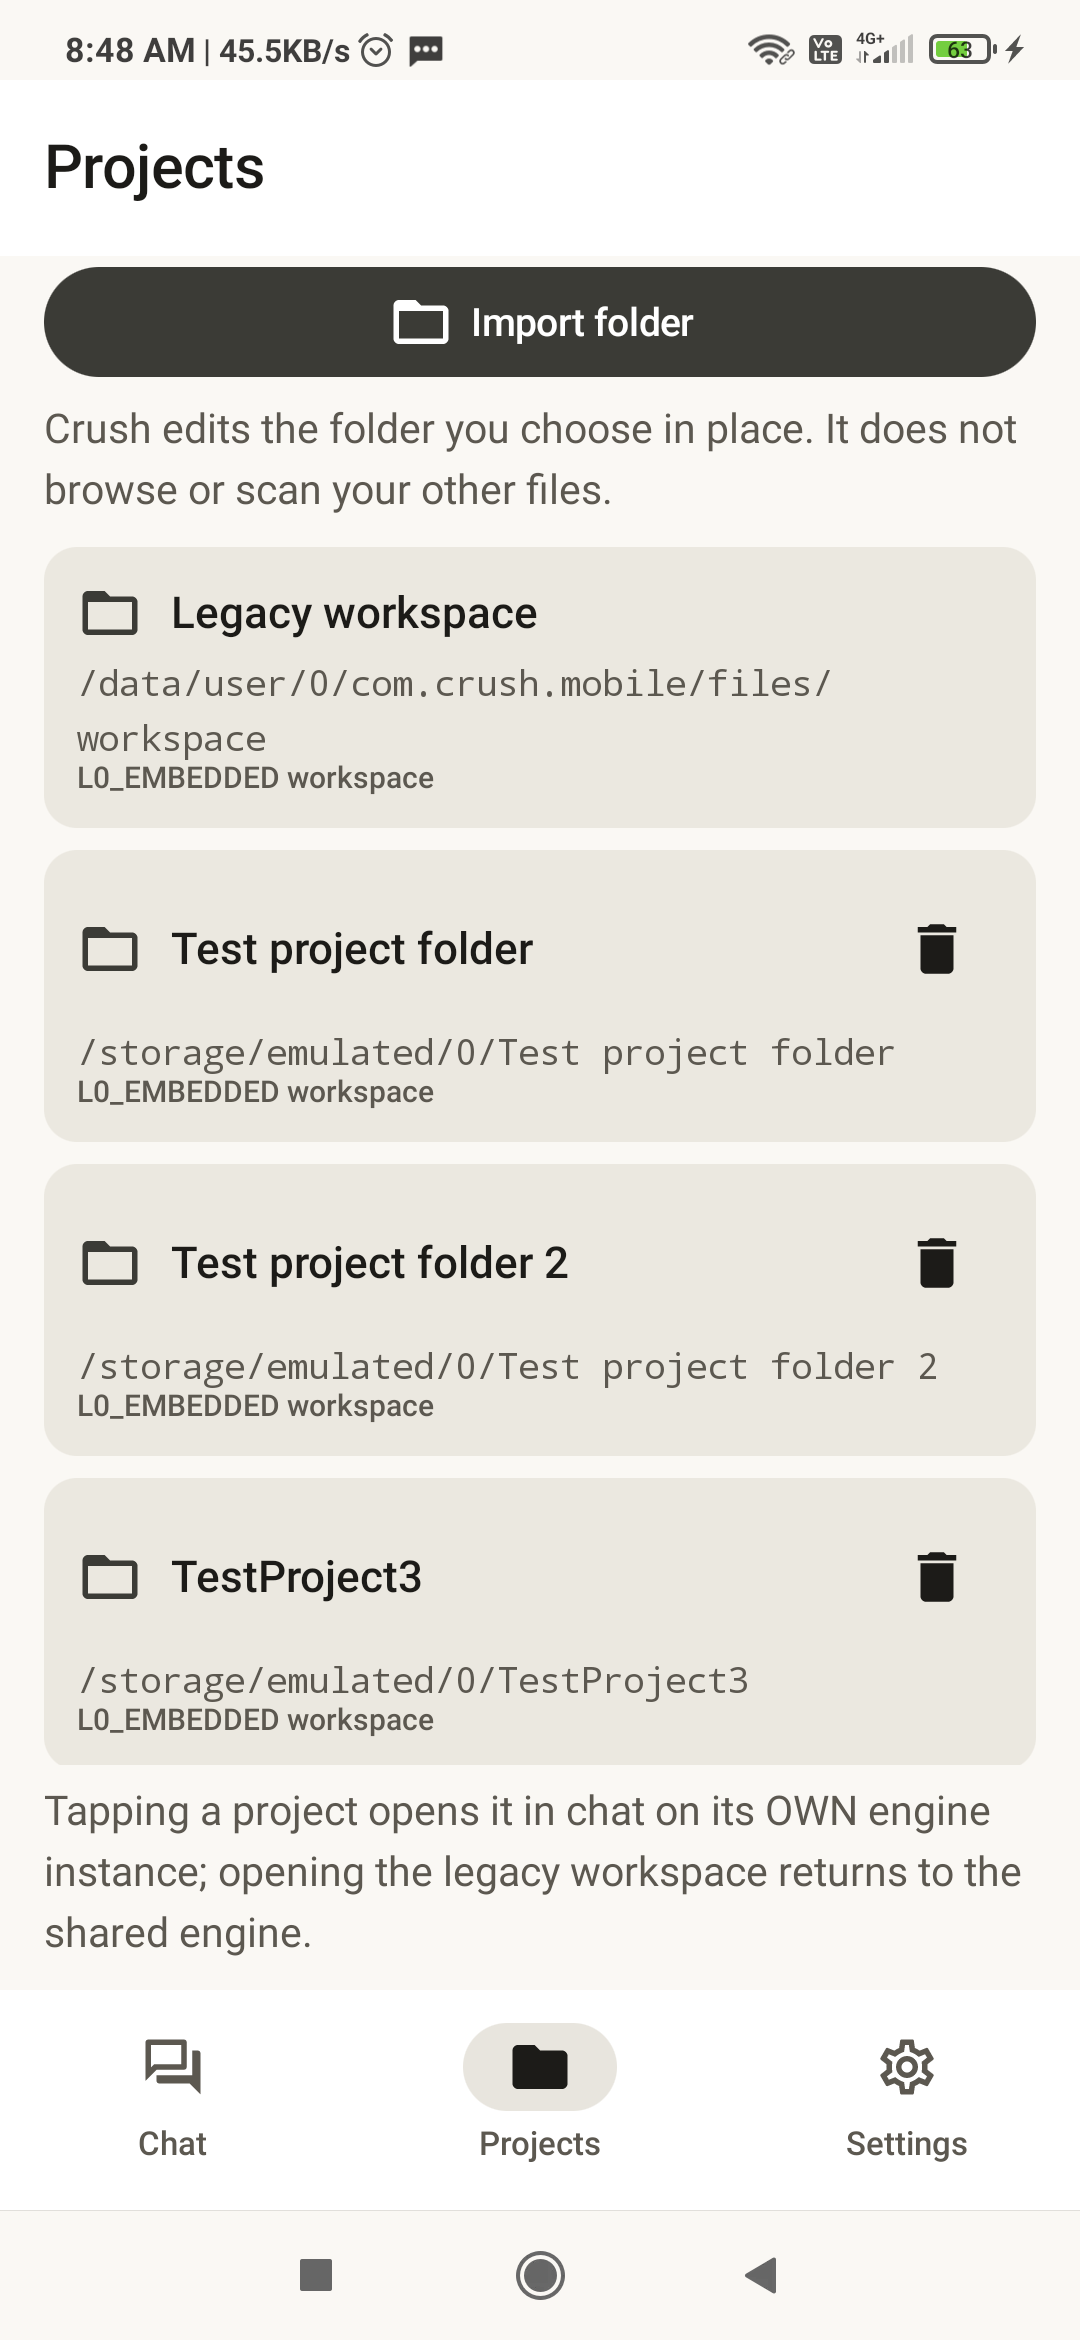 8:48 AM | 45.5KB/s
Vo LTE 4G+ 63
Projects
Import folder
Crush edits the folder you choose in place. It does not
browse or scan your other files.
Legacy workspace
/data/user/0/com.crush.mobile/files/
workspace
L0_EMBEDDED workspace
Test project folder
/storage/emulated/0/Test project folder
L0_EMBEDDED workspace
Test project folder 2
/storage/emulated/0/Test project folder 2
L0_EMBEDDED workspace
TestProject3
/storage/emulated/0/TestProject3
L0_EMBEDDED workspace
Tapping a project opens it in chat on its OWN engine
instance; opening the legacy workspace returns to the
shared engine.
Chat
Projects
Settings